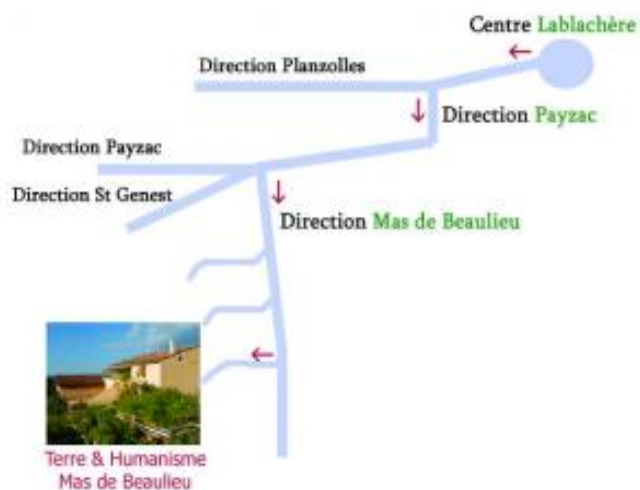 Centre Lablachère
Direction Planzolles
Direction Payzac
Direction Payzac
Direction St Genest
Direction Mas de Beaulieu
Terre & Humanisme
Mas de Beaulieu